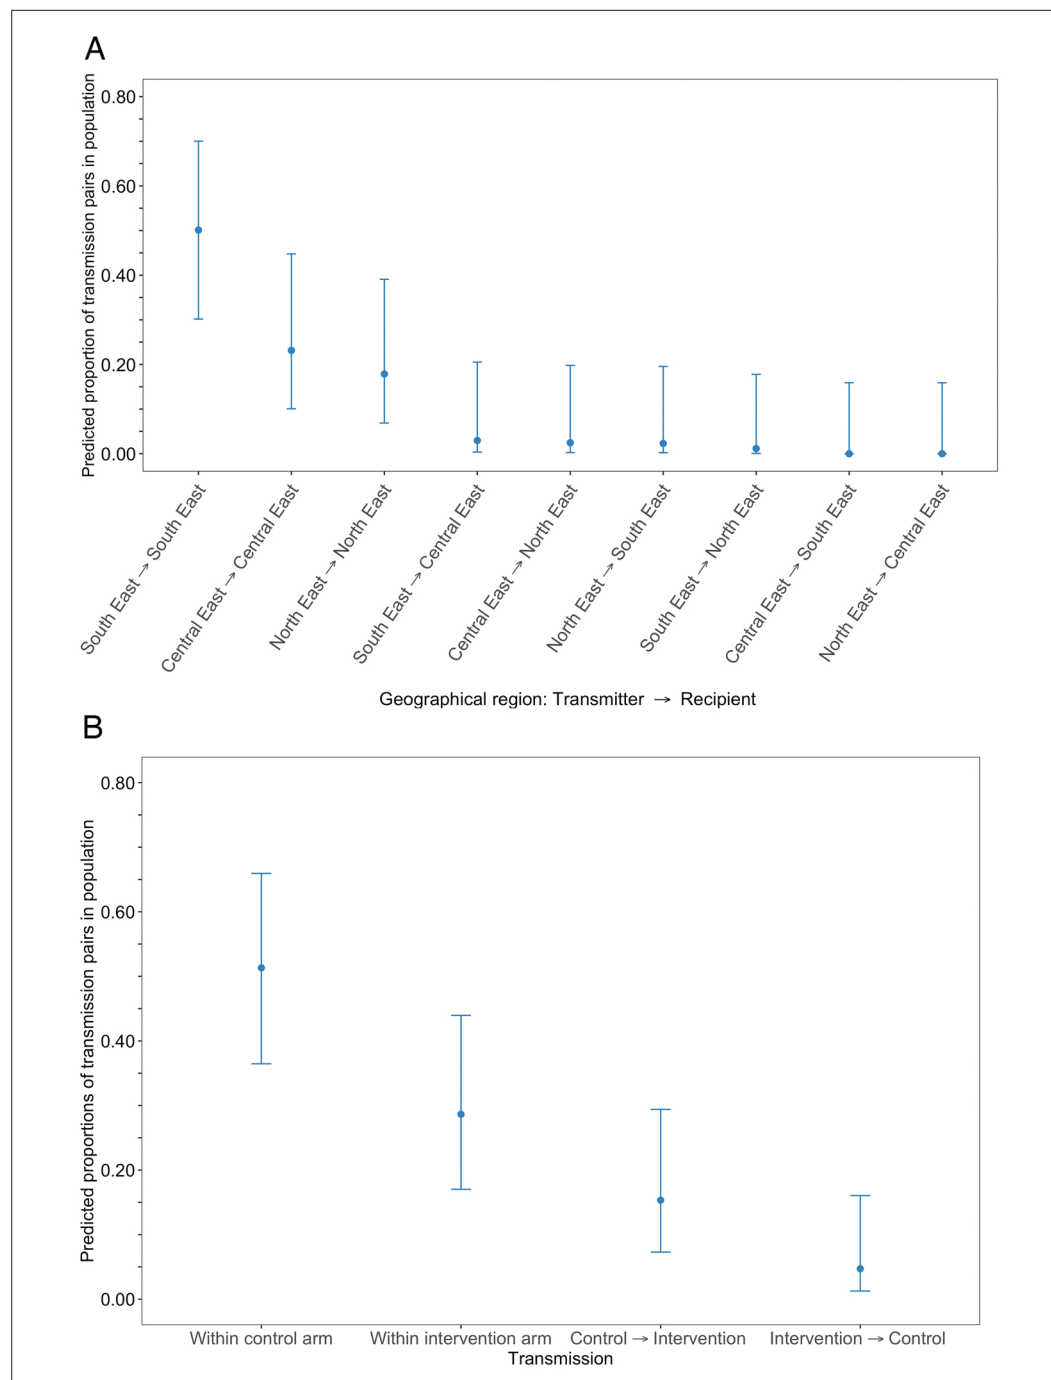 A
Predicted proportion of transmission pairs in population
0.80
0.60
0.40
0.20
0.00
South East → South East
Central East → Central East
North East → North East
South East → Central East
Central East → North East
North East → South East
South East → North East
Central East → South East
North East → Central East
Geographical region: Transmitter → Recipient
B
Predicted proportions of transmission pairs in population
0.80
0.60
0.40
0.20
0.00
Within control arm
Within intervention arm
Control → Intervention
Intervention → Control
Transmission